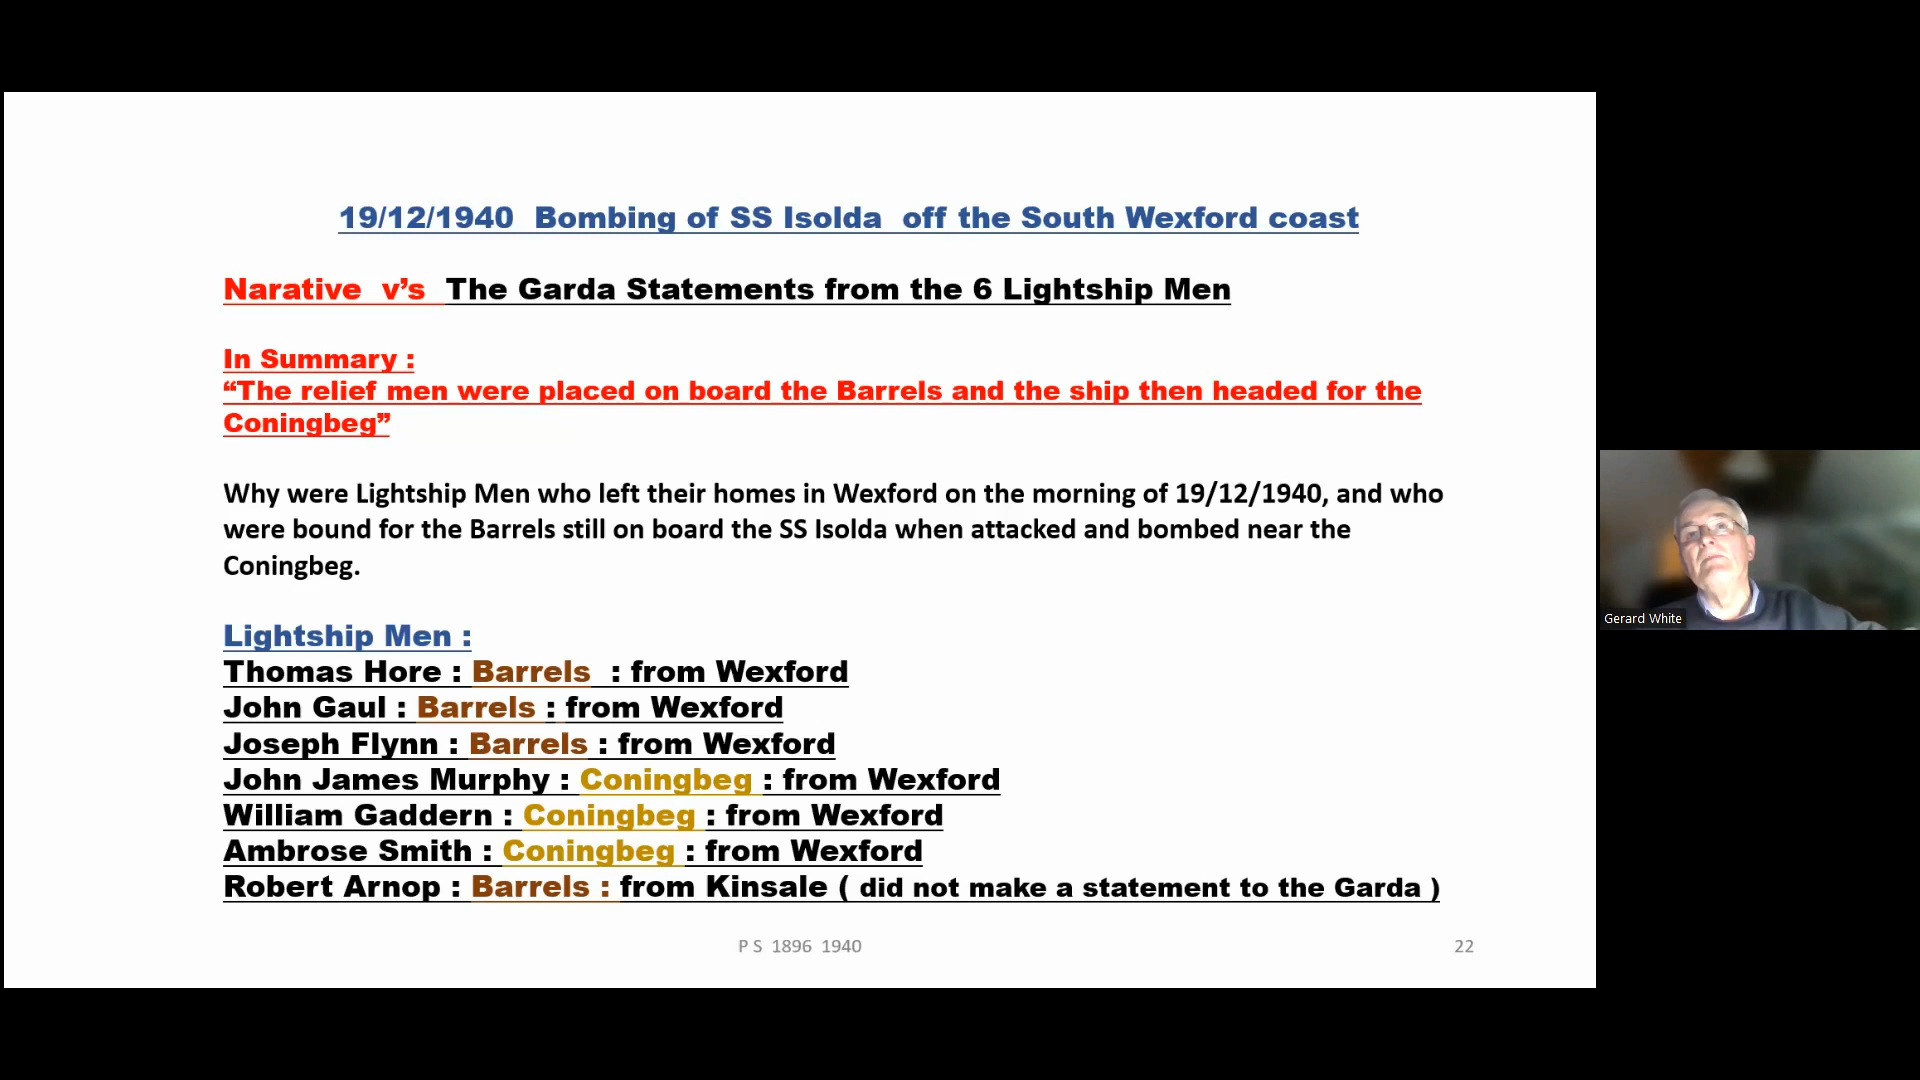 19/12/1940 Bombing of SS Isolda off the South Wexford coast
Narative v’s The Garda Statements from the 6 Lightship Men
In Summary :
“The relief men were placed on board the Barrels and the ship then headed for the
Coningbeg”
Why were Lightship Men who left their homes in Wexford on the morning of 19/12/1940, and who
were bound for the Barrels still on board the SS Isolda when attacked and bombed near the
Coningbeg.
Lightship Men :
Thomas Hore : Barrels : from Wexford
John Gaul : Barrels : from Wexford
Joseph Flynn : Barrels : from Wexford
John James Murphy : Coningbeg : from Wexford
William Gaddern : Coningbeg : from Wexford
Ambrose Smith : Coningbeg : from Wexford
Robert Arnop : Barrels : from Kinsale ( did not make a statement to the Garda )
P S 1896 1940
22
Gerard White